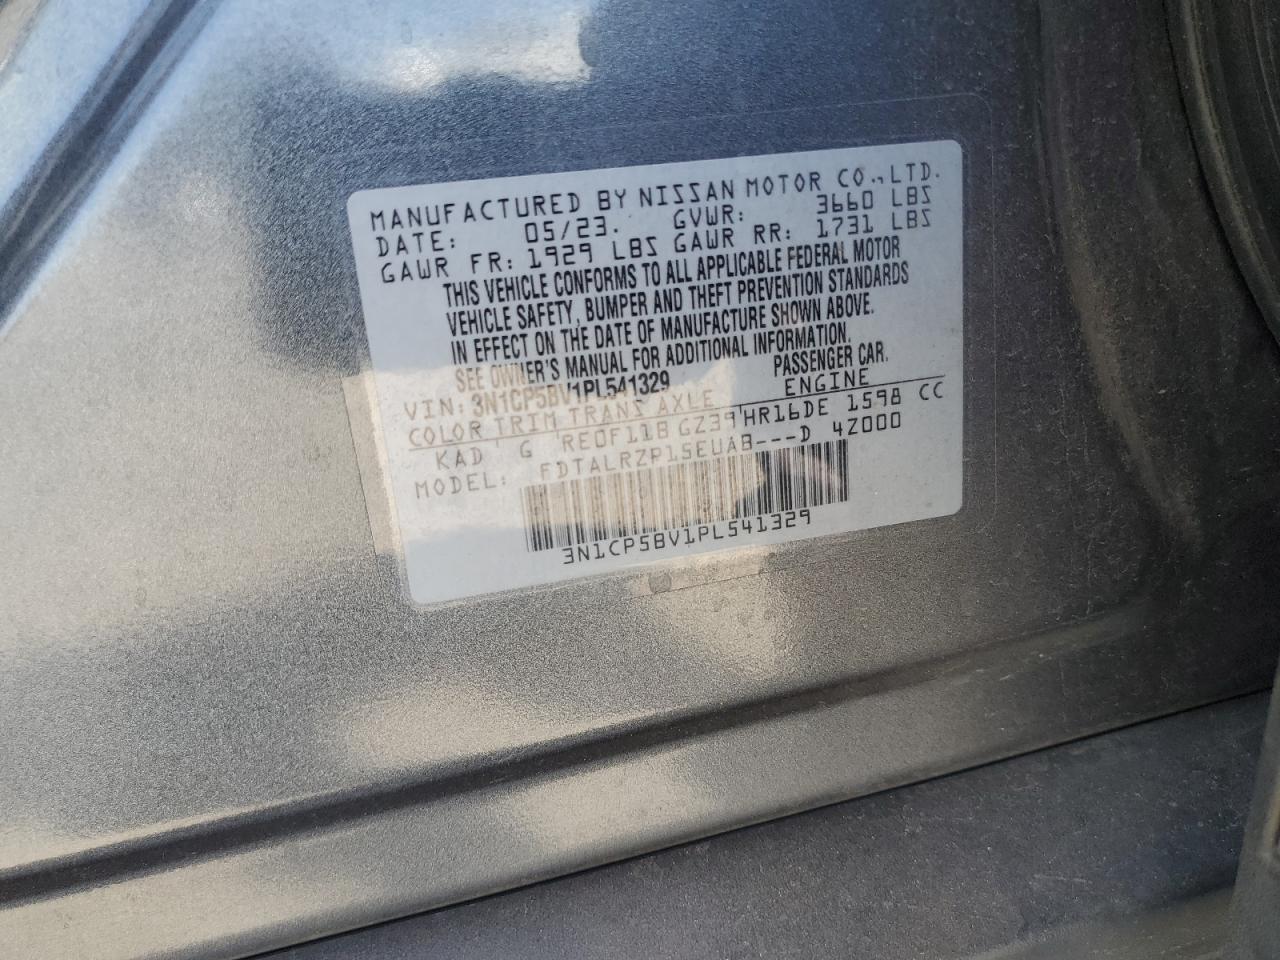 MANUFACTURED BY NISSAN MOTOR CO.,LTD.
DATE: 05/23. GVWR: 3660 LBS
GAWR FR: 1929 LBS GAWR RR: 1731 LBS
THIS VEHICLE CONFORMS TO ALL APPLICABLE FEDERAL MOTOR
VEHICLE SAFETY, BUMPER AND THEFT PREVENTION STANDARDS
IN EFFECT ON THE DATE OF MANUFACTURE SHOWN ABOVE.
SEE OWNER'S MANUAL FOR ADDITIONAL INFORMATION.
VIN: 3N1CP5BV1PL541329 PASSENGER CAR.
COLOR TRIM TRANS AXLE ENGINE
KAD G RE0F11B GZ39 HR16DE 1598 CC
MODEL: FDTALRZP15EUAB---D 4Z000
3N1CP5BV1PL541329